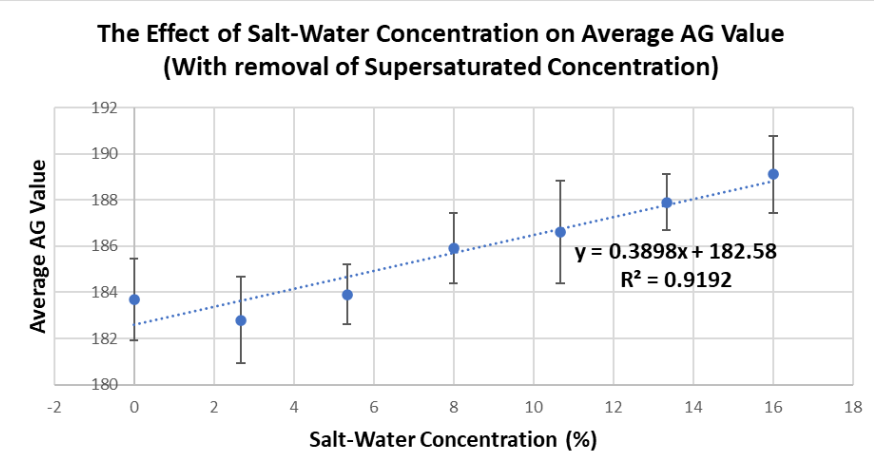 The Effect of Salt-Water Concentration on Average AG Value
(With removal of Supersaturated Concentration)
192
190
188
186
184
182
180
Average AG Value
y = 0.3898x + 182.58
R² = 0.9192
-2 0 2 4 6 8 10 12 14 16 18
Salt-Water Concentration (%)